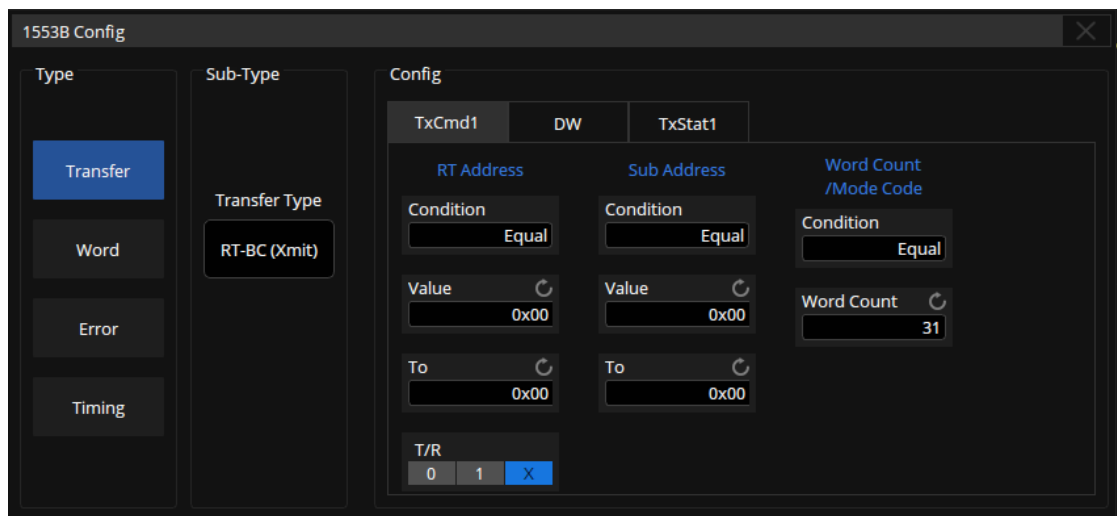 1553B Config
Type
Transfer
Word
Error
Timing
Sub-Type
Transfer Type
RT-BC (Xmit)
Config
TxCmd1
DW
TxStat1
RT Address
Condition
Equal
Value
0x00
To
0x00
T/R
0 1 X
Sub Address
Condition
Equal
Value
0x00
To
0x00
Word Count
/Mode Code
Condition
Equal
Word Count
31